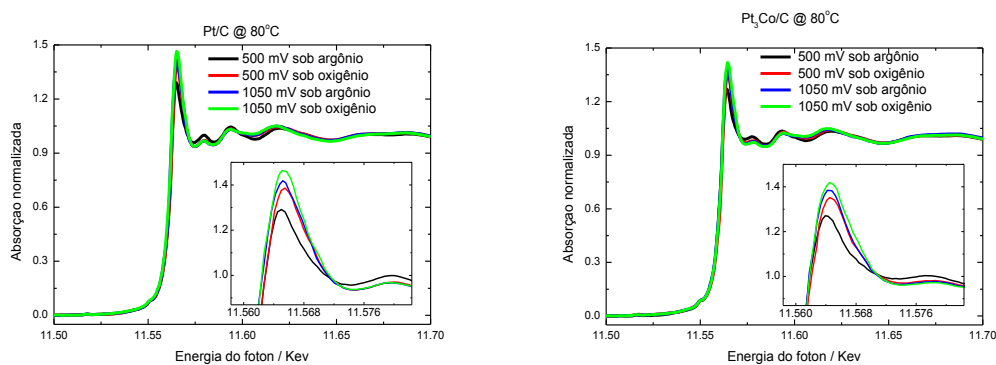 Pt/C @ 80°C
1.5
1.2
0.9
0.6
0.3
0.0
Absorçao normalizada
500 mV sob argônio
500 mV sob oxigênio
1050 mV sob argônio
1050 mV sob oxigênio
1.4
1.2
1.0
11.560 11.568 11.576
11.50 11.55 11.60 11.65 11.70
Energia do foton / Kev
Pt₃Co/C @ 80°C
1.5
1.2
0.9
0.6
0.3
0.0
Absorçao normalizada
500 mV sob argônio
500 mV sob oxigênio
1050 mV sob argônio
1050 mV sob oxigênio
1.4
1.2
1.0
11.560 11.568 11.576
11.50 11.55 11.60 11.65 11.70
Energia do foton / Kev